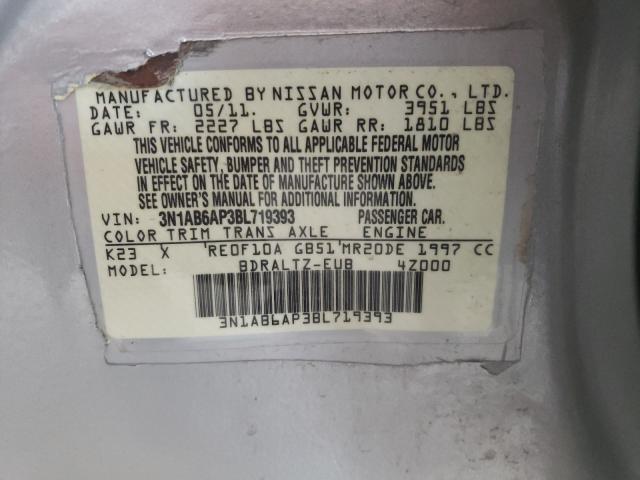 MANUFACTURED BY NISSAN MOTOR CO., LTD.
DATE: 05/11. GVWR: 3951 LBS
GAWR FR: 2227 LBS GAWR RR: 1810 LBS
THIS VEHICLE CONFORMS TO ALL APPLICABLE FEDERAL MOTOR
VEHICLE SAFETY, BUMPER AND THEFT PREVENTION STANDARDS
IN EFFECT ON THE DATE OF MANUFACTURE SHOWN ABOVE.
SEE OWNER'S MANUAL FOR ADDITIONAL INFORMATION.
VIN: 3N1AB6AP3BL719393 PASSENGER CAR.
COLOR TRIM TRANS AXLE ENGINE
K23 X 'RE0F10A GB51'MR20DE 1997 CC
MODEL: BDRALTZ-EUB 4Z000
3N1AB6AP3BL719393